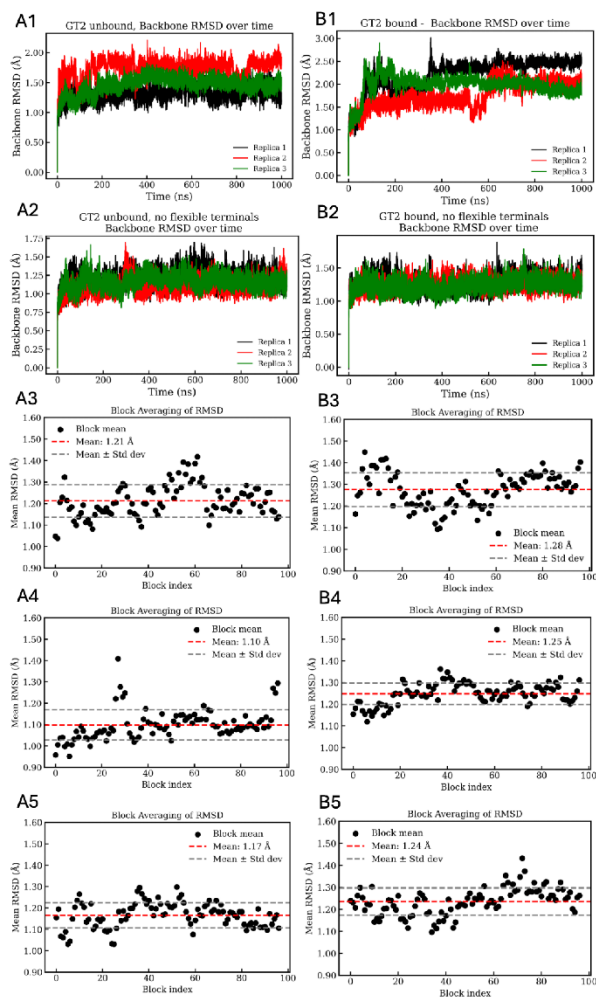 A1
GT2 unbound, Backbone RMSD over time
Backbone RMSD (Å)
2.00
1.50
1.00
0.50
0.00
Replica 1
Replica 2
Replica 3
0 200 400 600 800 1000
Time (ns)
B1
GT2 bound - Backbone RMSD over time
Backbone RMSD (Å)
3.00
2.50
2.00
1.50
1.00
0.50
0.00
Replica 1
Replica 2
Replica 3
0 200 400 600 800 1000
Time (ns)
A2
GT2 unbound, no flexible terminals
Backbone RMSD over time
Backbone RMSD (Å)
1.75
1.50
1.25
1.00
0.75
0.50
0.25
0.00
Replica 1
Replica 2
Replica 3
0 200 400 600 800 1000
Time (ns)
B2
GT2 bound, no flexible terminals
Backbone RMSD over time
Backbone RMSD (Å)
1.50
1.00
0.50
0.00
Replica 1
Replica 2
Replica 3
0 200 400 600 800 1000
Time (ns)
A3
Block Averaging of RMSD
Mean RMSD (Å)
1.60
1.50
1.40
1.30
1.20
1.10
1.00
0.90
Block mean
Mean: 1.21 Å
Mean ± Std dev
0 20 40 60 80 100
Block index
B3
Block Averaging of RMSD
Mean RMSD (Å)
1.60
1.50
1.40
1.30
1.20
1.10
1.00
0.90
Block mean
Mean: 1.28 Å
Mean ± Std dev
0 20 40 60 80 100
Block index
A4
Block Averaging of RMSD
Mean RMSD (Å)
1.60
1.50
1.40
1.30
1.20
1.10
1.00
0.90
Block mean
Mean: 1.10 Å
Mean ± Std dev
0 20 40 60 80 100
Block index
B4
Block Averaging of RMSD
Mean RMSD (Å)
1.60
1.50
1.40
1.30
1.20
1.10
1.00
0.90
Block mean
Mean: 1.25 Å
Mean ± Std dev
0 20 40 60 80 100
Block index
A5
Block Averaging of RMSD
Mean RMSD (Å)
1.60
1.50
1.40
1.30
1.20
1.10
1.00
0.90
Block mean
Mean: 1.17 Å
Mean ± Std dev
0 20 40 60 80 100
Block index
B5
Block Averaging of RMSD
Mean RMSD (Å)
1.60
1.50
1.40
1.30
1.20
1.10
1.00
0.90
Block mean
Mean: 1.24 Å
Mean ± Std dev
0 20 40 60 80 100
Block index